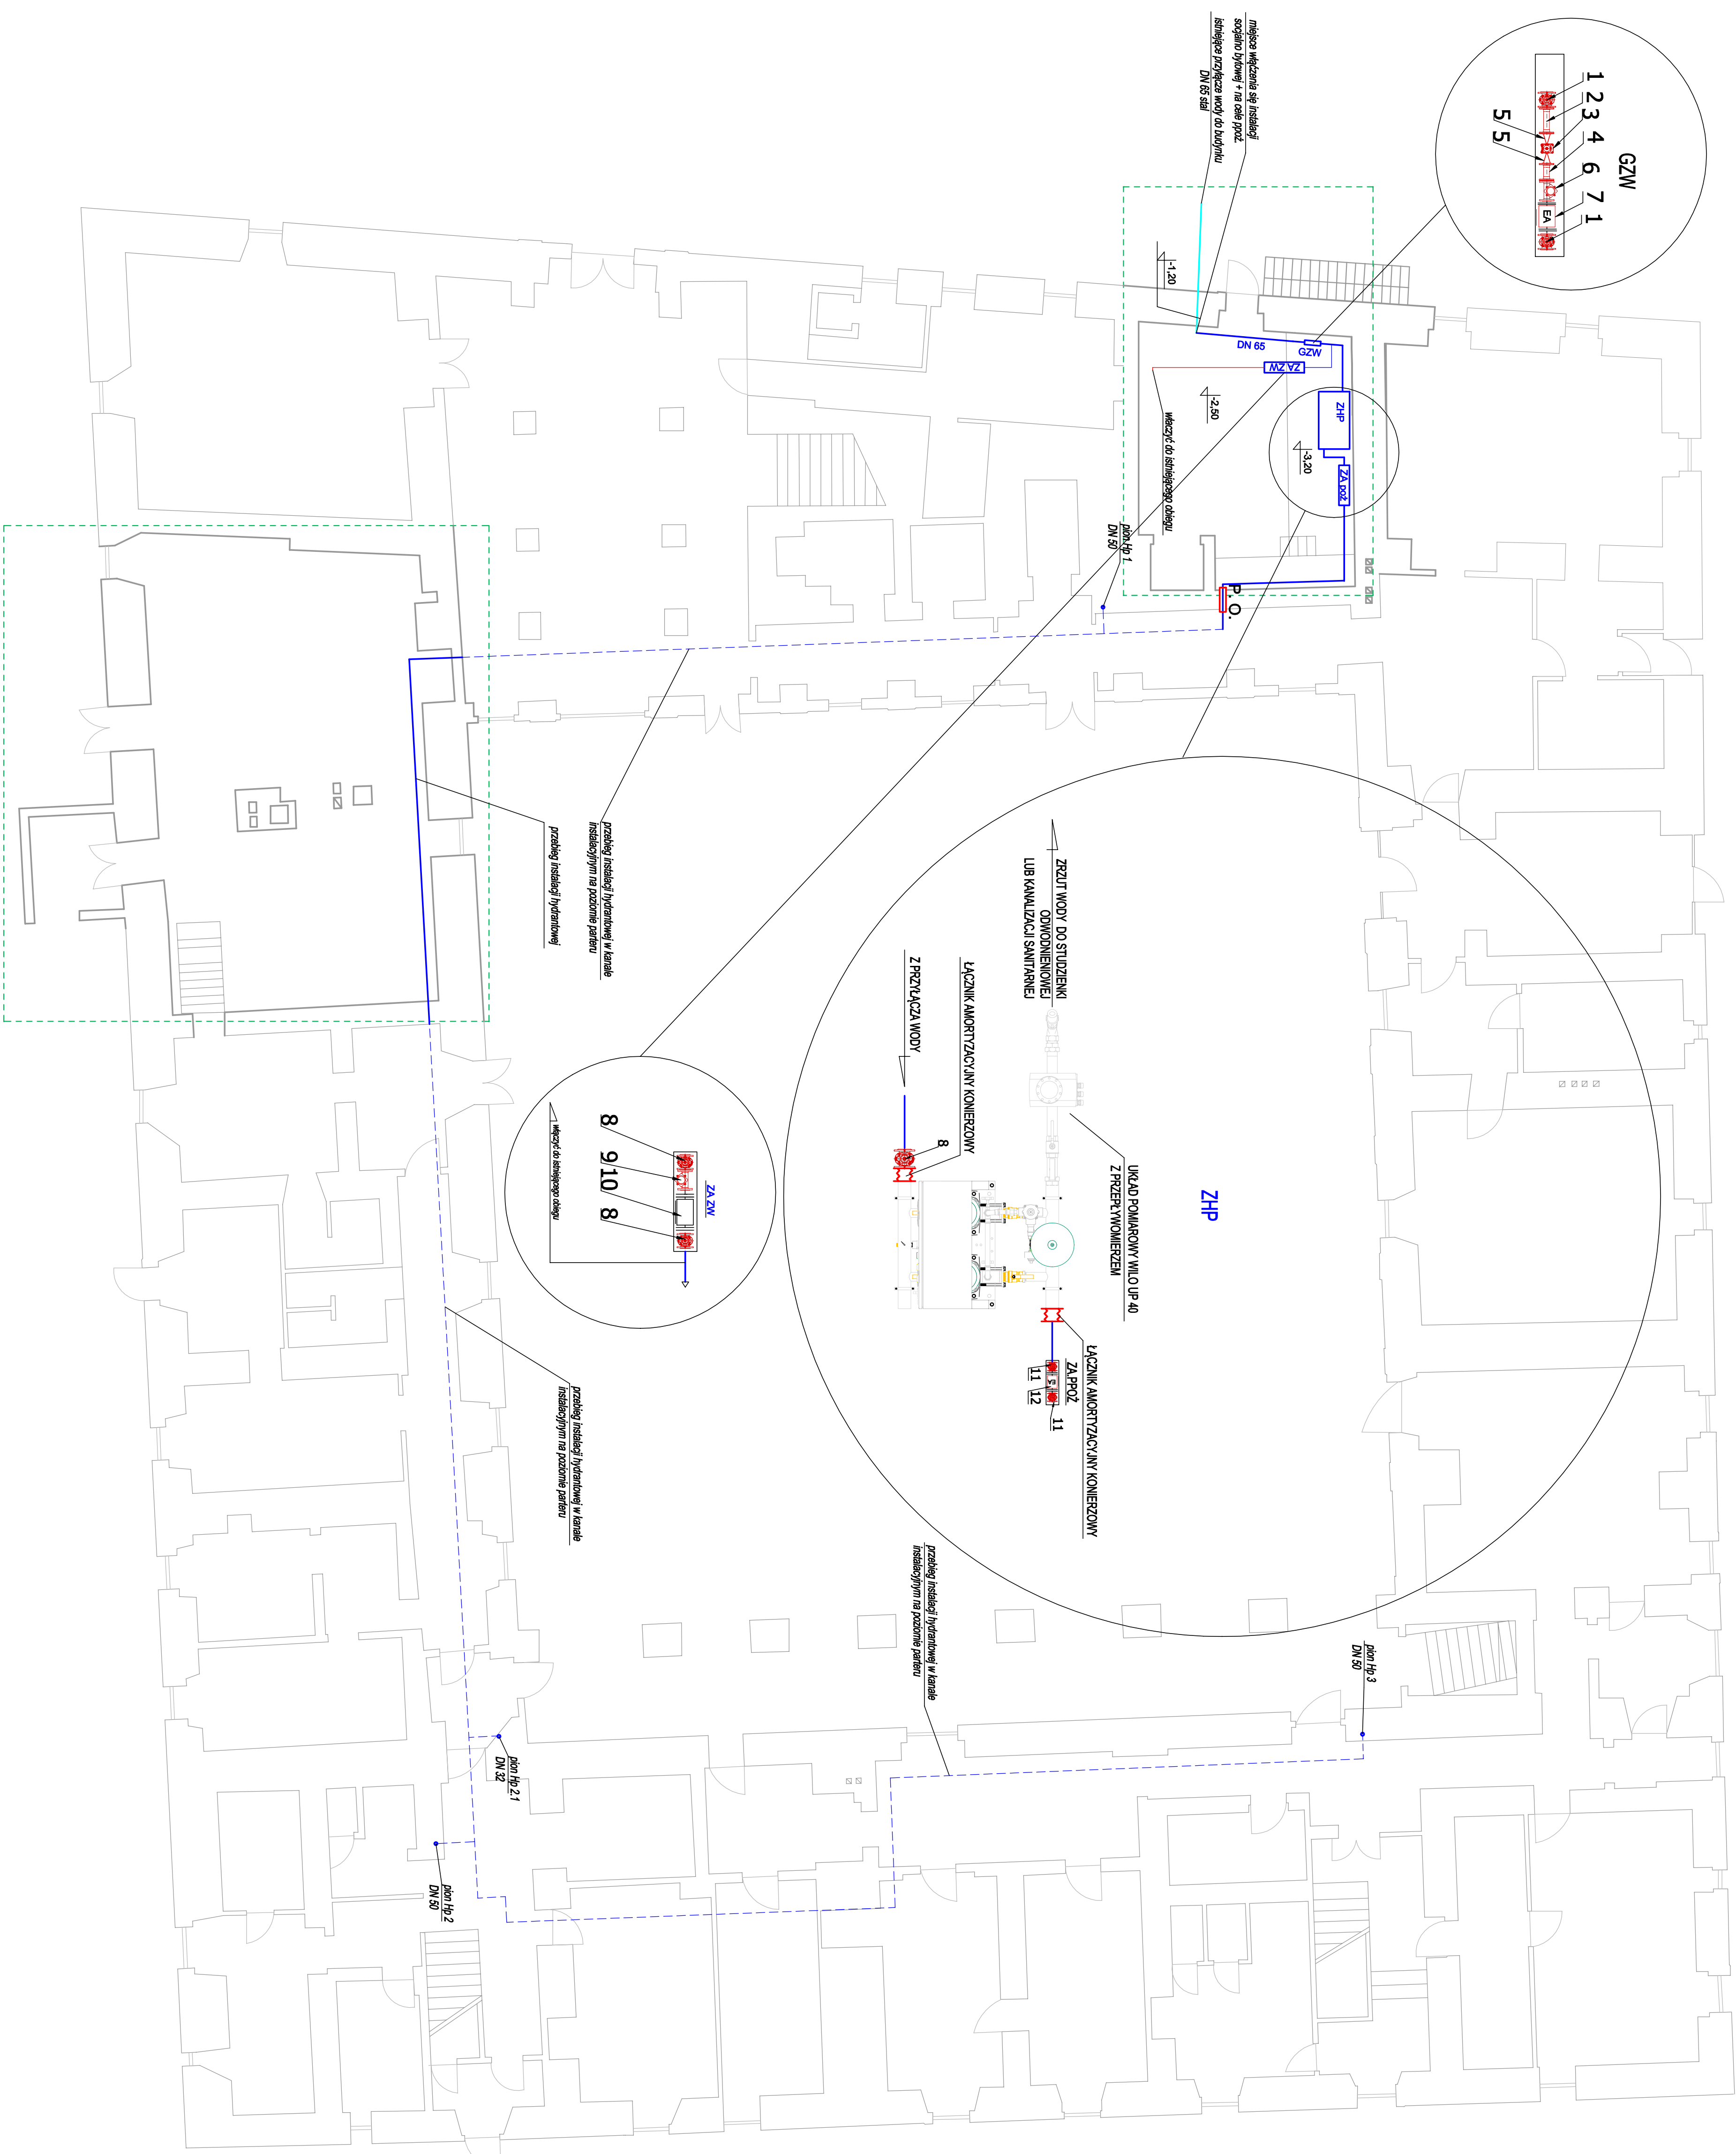 GZW
1
2
3
4
6
7
1
5
5
EA
miejsce włączenia się instalacji
socjalno bytowej + na cele ppoż.
istniejące przyłącze wody do budynku
DN 65 stal
-1,20
DN 65
GZW
ZA ZW
-2,50
włączyć do istniejącego obiegu
ZHP
-3,20
ZA poż
P.O.
pion Hp 1
DN 50
przebieg instalacji hydrantowej w kanale
instalacyjnym na poziomie parteru
przebieg instalacji hydrantowej
ZHP
ZRZUT WODY DO STUDZIENKI
ODWODNIENIOWEJ
LUB KANALIZACJI SANITARNEJ
UKŁAD POMIAROWY WILO UP 40
Z PRZEPŁYWOMIERZEM
ŁĄCZNIK AMORTYZACYJNY KONIERZOWY
Z PRZYŁĄCZA WODY
8
ŁĄCZNIK AMORTYZACYJNY KONIERZOWY
ZA.PPOŻ
11
12
11
ZA ZW
8
9
10
8
włączyć do istniejącego obiegu
przebieg instalacji hydrantowej w kanale
instalacyjnym na poziomie parteru
przebieg instalacji hydrantowej w kanale
instalacyjnym na poziomie parteru
pion Hp 3
DN 50
pion Hp 2.1
DN 32
pion Hp 2
DN 50